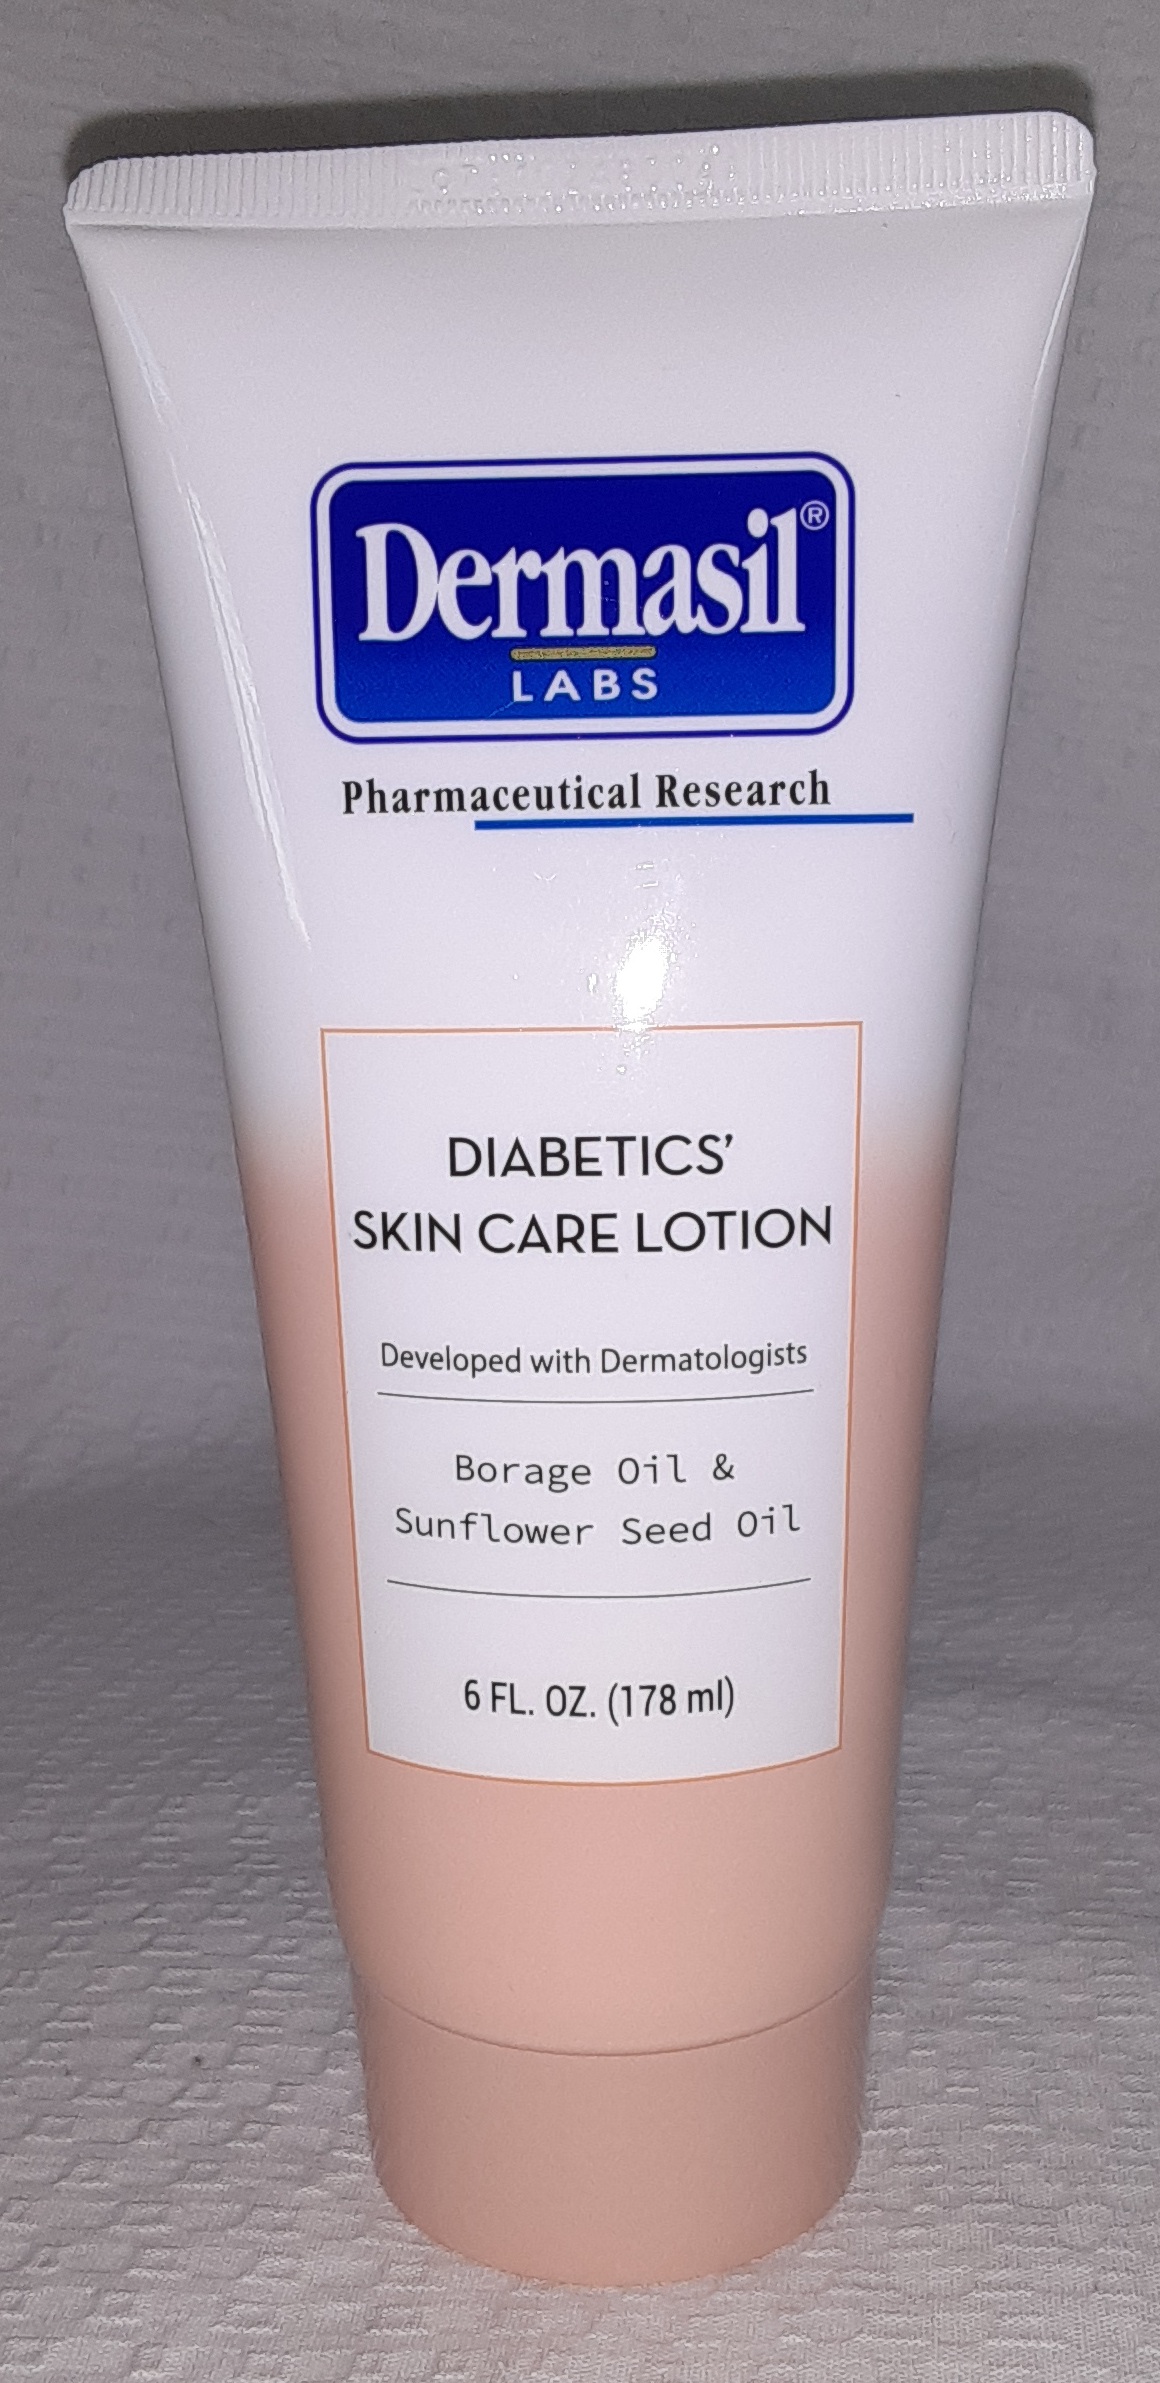 Dermasil®
LABS
Pharmaceutical Research
DIABETICS’
SKIN CARE LOTION
Developed with Dermatologists
Borage Oil &
Sunflower Seed Oil
6 FL. OZ. (178 ml)